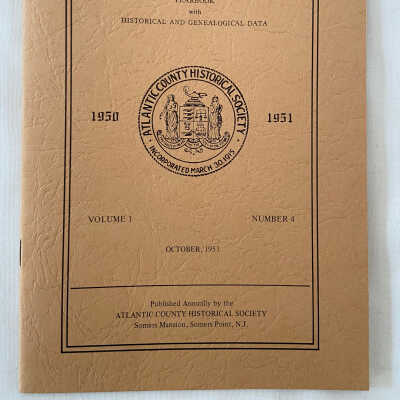 YEARBOOK
with
HISTORICAL AND GENEALOGICAL DATA
1950
ATLANTIC COUNTY HISTORICAL SOCIETY
INCORPORATED MARCH 30, 1915
1951
VOLUME 1
NUMBER 4
OCTOBER, 1951
Published Annually by the
ATLANTIC COUNTY HISTORICAL SOCIETY
Somers Mansion, Somers Point, N.J.